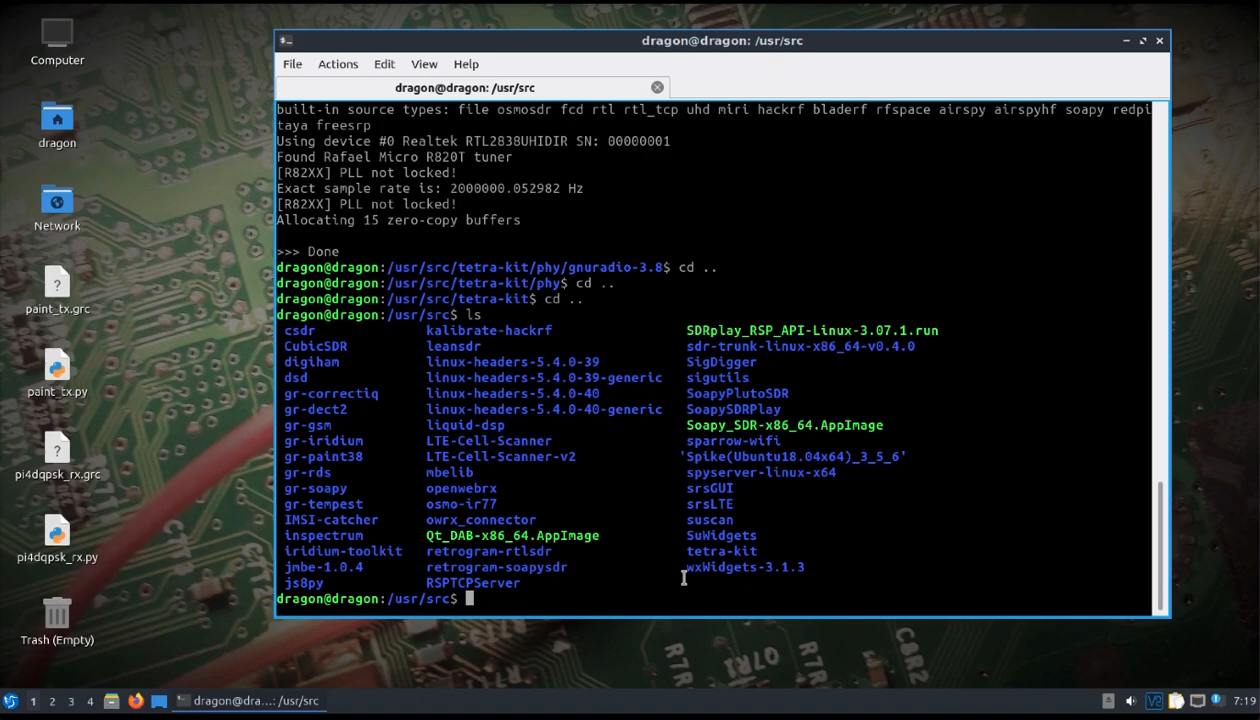 Computer
dragon
Network
paint_tx.grc
paint_tx.py
pi4dqpsk_rx.grc
pi4dqpsk_rx.py
Trash (Empty)
dragon@dragon: /usr/src
File Actions Edit View Help
dragon@dragon: /usr/src
built-in source types: file osmosdr fcd rtl rtl_tcp uhd miri hackrf bladerf rfspace airspy airspyhf soapy redpi
taya freesrp
Using device #0 Realtek RTL2838UHIDIR SN: 00000001
Found Rafael Micro R820T tuner
[R82XX] PLL not locked!
Exact sample rate is: 2000000.052982 Hz
[R82XX] PLL not locked!
Allocating 15 zero-copy buffers
>>> Done
dragon@dragon:/usr/src/tetra-kit/phy/gnuradio-3.8$ cd ..
dragon@dragon:/usr/src/tetra-kit/phy$ cd ..
dragon@dragon:/usr/src/tetra-kit$ cd ..
dragon@dragon:/usr/src$ ls
csdr kalibrate-hackrf SDRplay_RSP_API-Linux-3.07.1.run
CubicSDR leansdr sdr-trunk-linux-x86_64-v0.4.0
digiham linux-headers-5.4.0-39 SigDigger
dsd linux-headers-5.4.0-39-generic sigutils
gr-correctiq linux-headers-5.4.0-40 SoapyPlutoSDR
gr-dect2 linux-headers-5.4.0-40-generic SoapySDRPlay
gr-gsm liquid-dsp Soapy_SDR-x86_64.AppImage
gr-iridium LTE-Cell-Scanner sparrow-wifi
gr-paint38 LTE-Cell-Scanner-v2 'Spike(Ubuntu18.04x64)_3_5_6'
gr-rds mbelib spyserver-linux-x64
gr-soapy openwebrx srsGUI
gr-tempest osmo-ir77 srsLTE
IMSI-catcher owrx_connector suscan
inspectrum Qt_DAB-x86_64.AppImage SuWidgets
iridium-toolkit retrogram-rtlsdr tetra-kit
jmbe-1.0.4 retrogram-soapysdr wxWidgets-3.1.3
js8py RSPTCPServer
dragon@dragon:/usr/src$
1 2 3 4 dragon@dra...: /usr/src 7:19